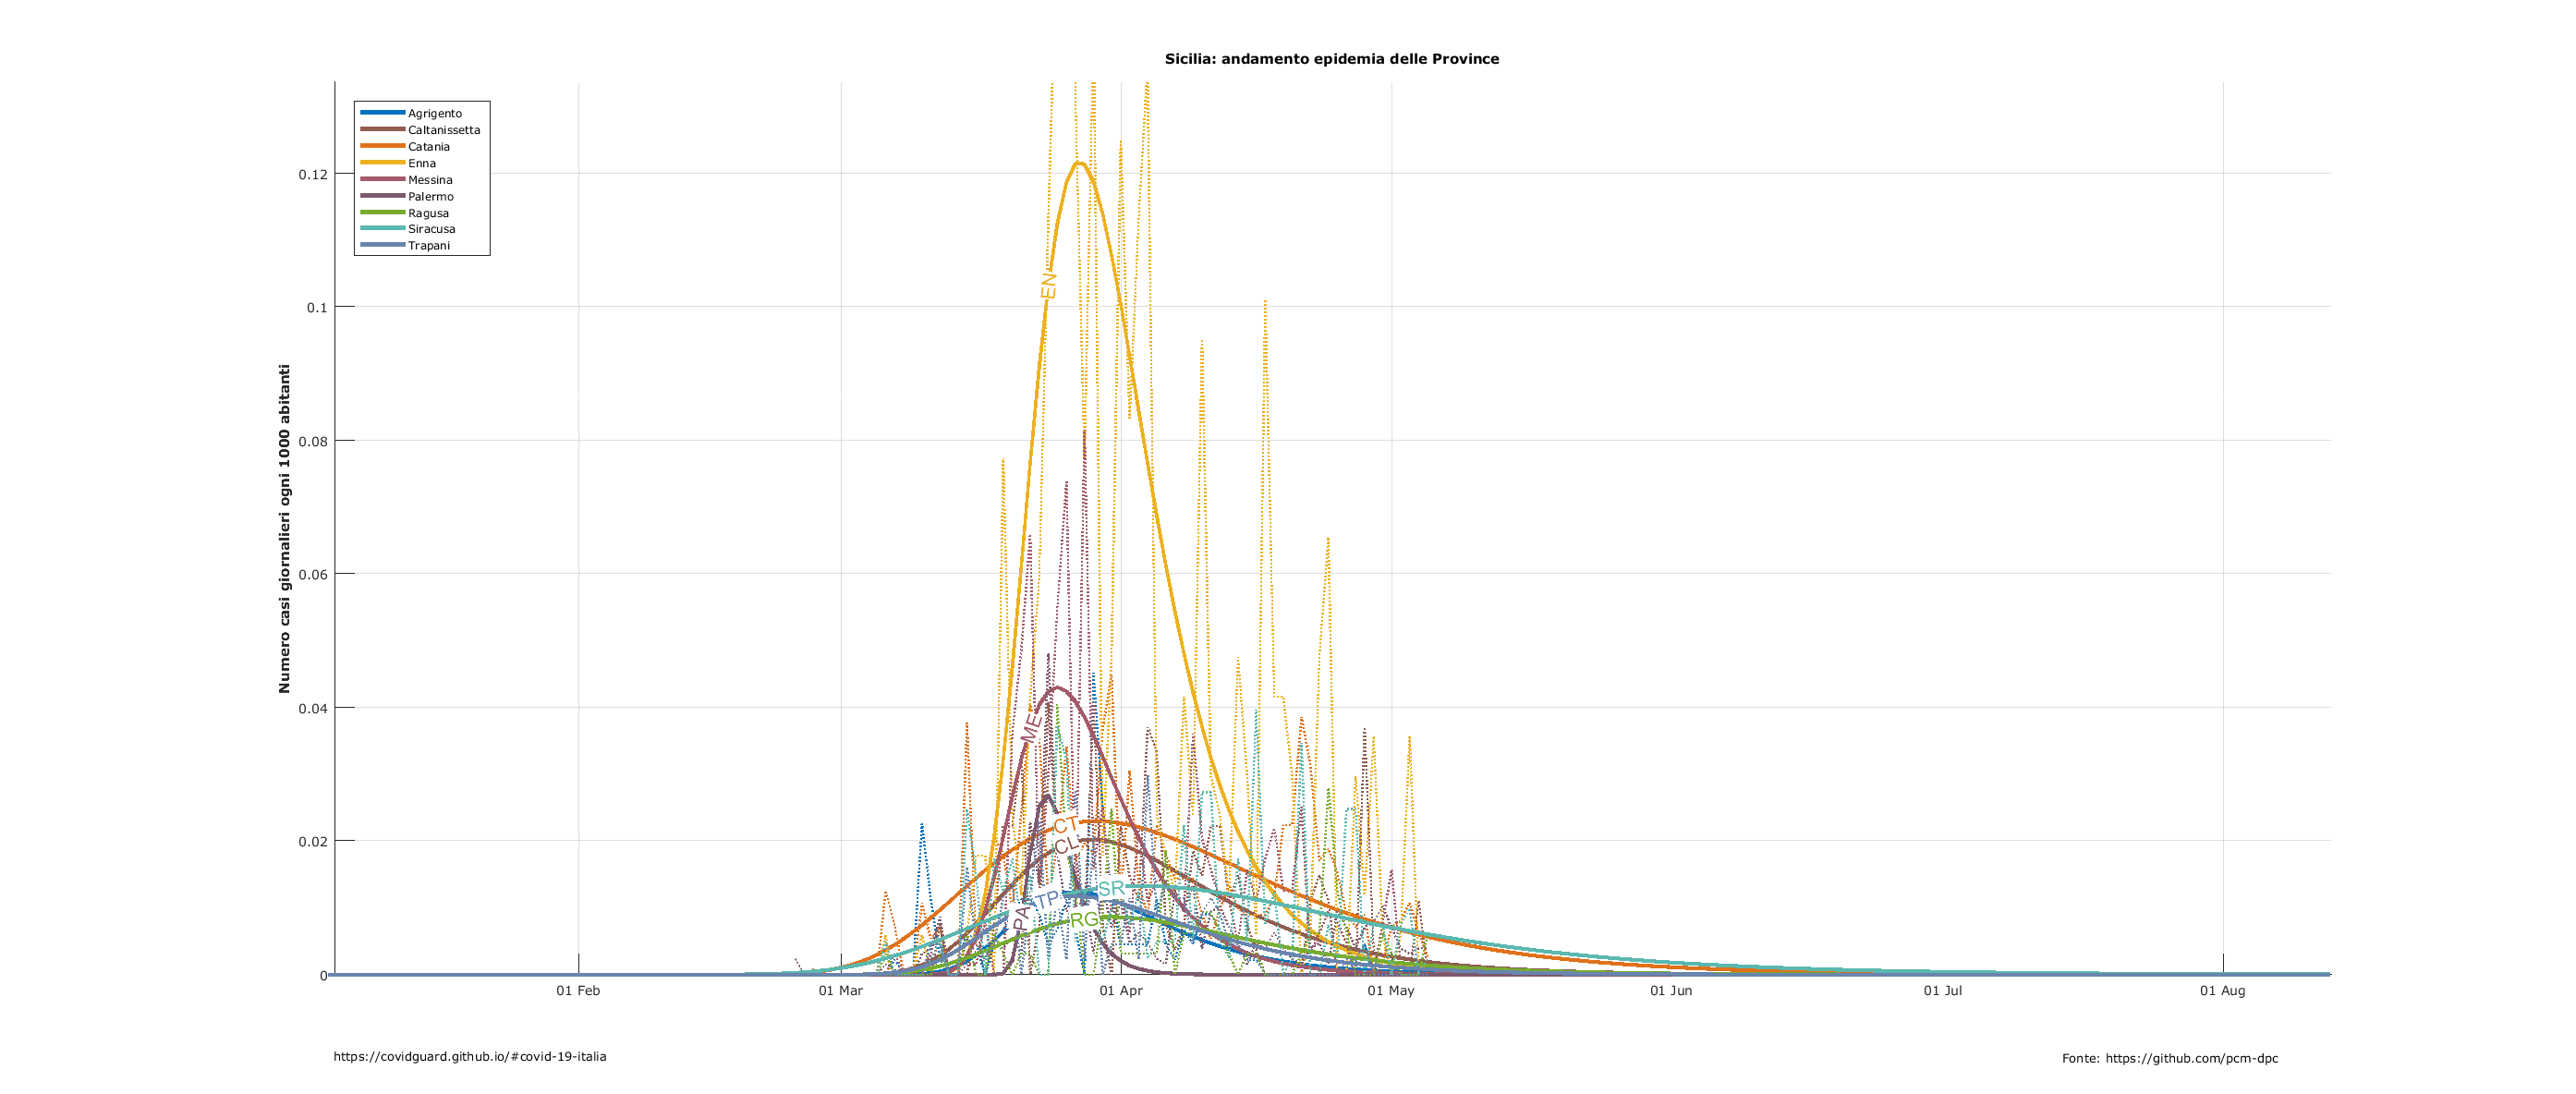 Sicilia: andamento epidemia delle Province
Agrigento
Caltanissetta
Catania
Enna
Messina
Palermo
Ragusa
Siracusa
Trapani
Numero casi giornalieri ogni 1000 abitanti
0.12
0.1
0.08
0.06
0.04
0.02
0
EN
ME
CT
CL
SR
TP
PA
RG
01 Feb
01 Mar
01 Apr
01 May
01 Jun
01 Jul
01 Aug
https://covidguard.github.io/#covid-19-italia
Fonte: https://github.com/pcm-dpc